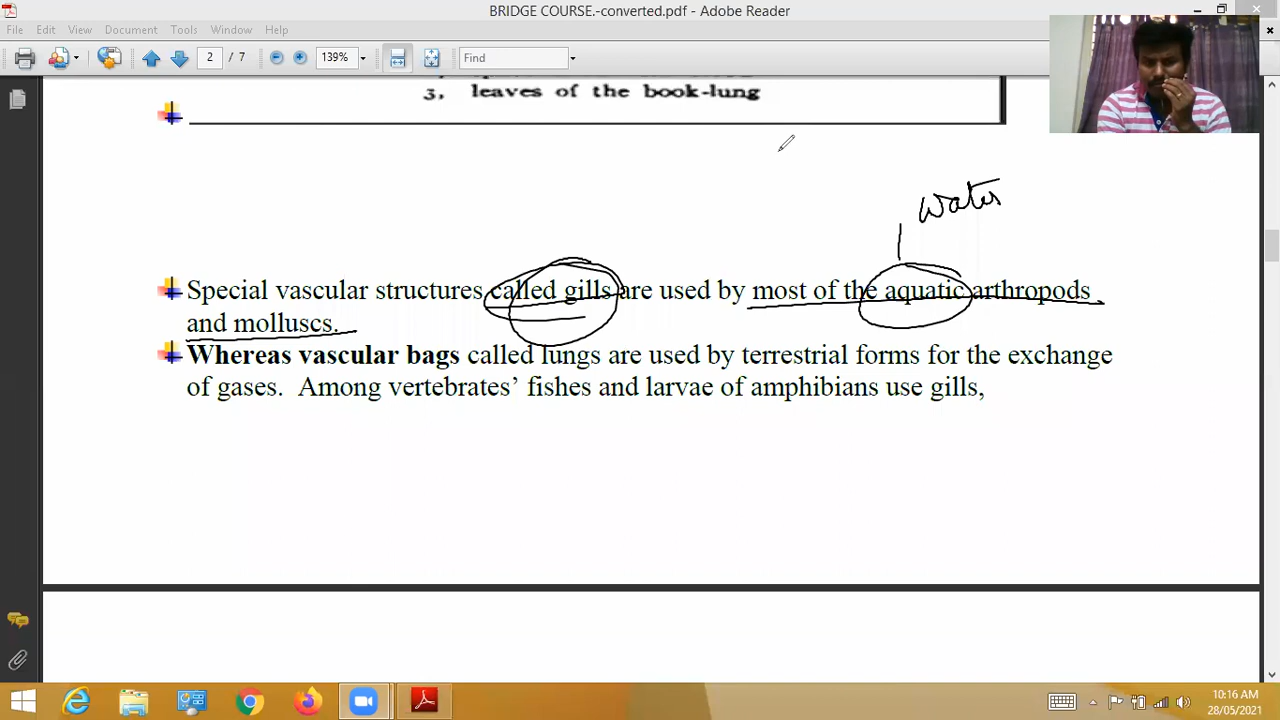 BRIDGE COURSE.-converted.pdf - Adobe Reader
File Edit View Document Tools Window Help
2 / 7 139% Find
3. leaves of the book-lung
water
Special vascular structures called gills are used by most of the aquatic arthropods
and molluscs.
Whereas vascular bags called lungs are used by terrestrial forms for the exchange
of gases. Among vertebrates’ fishes and larvae of amphibians use gills,
10:16 AM
28/05/2021